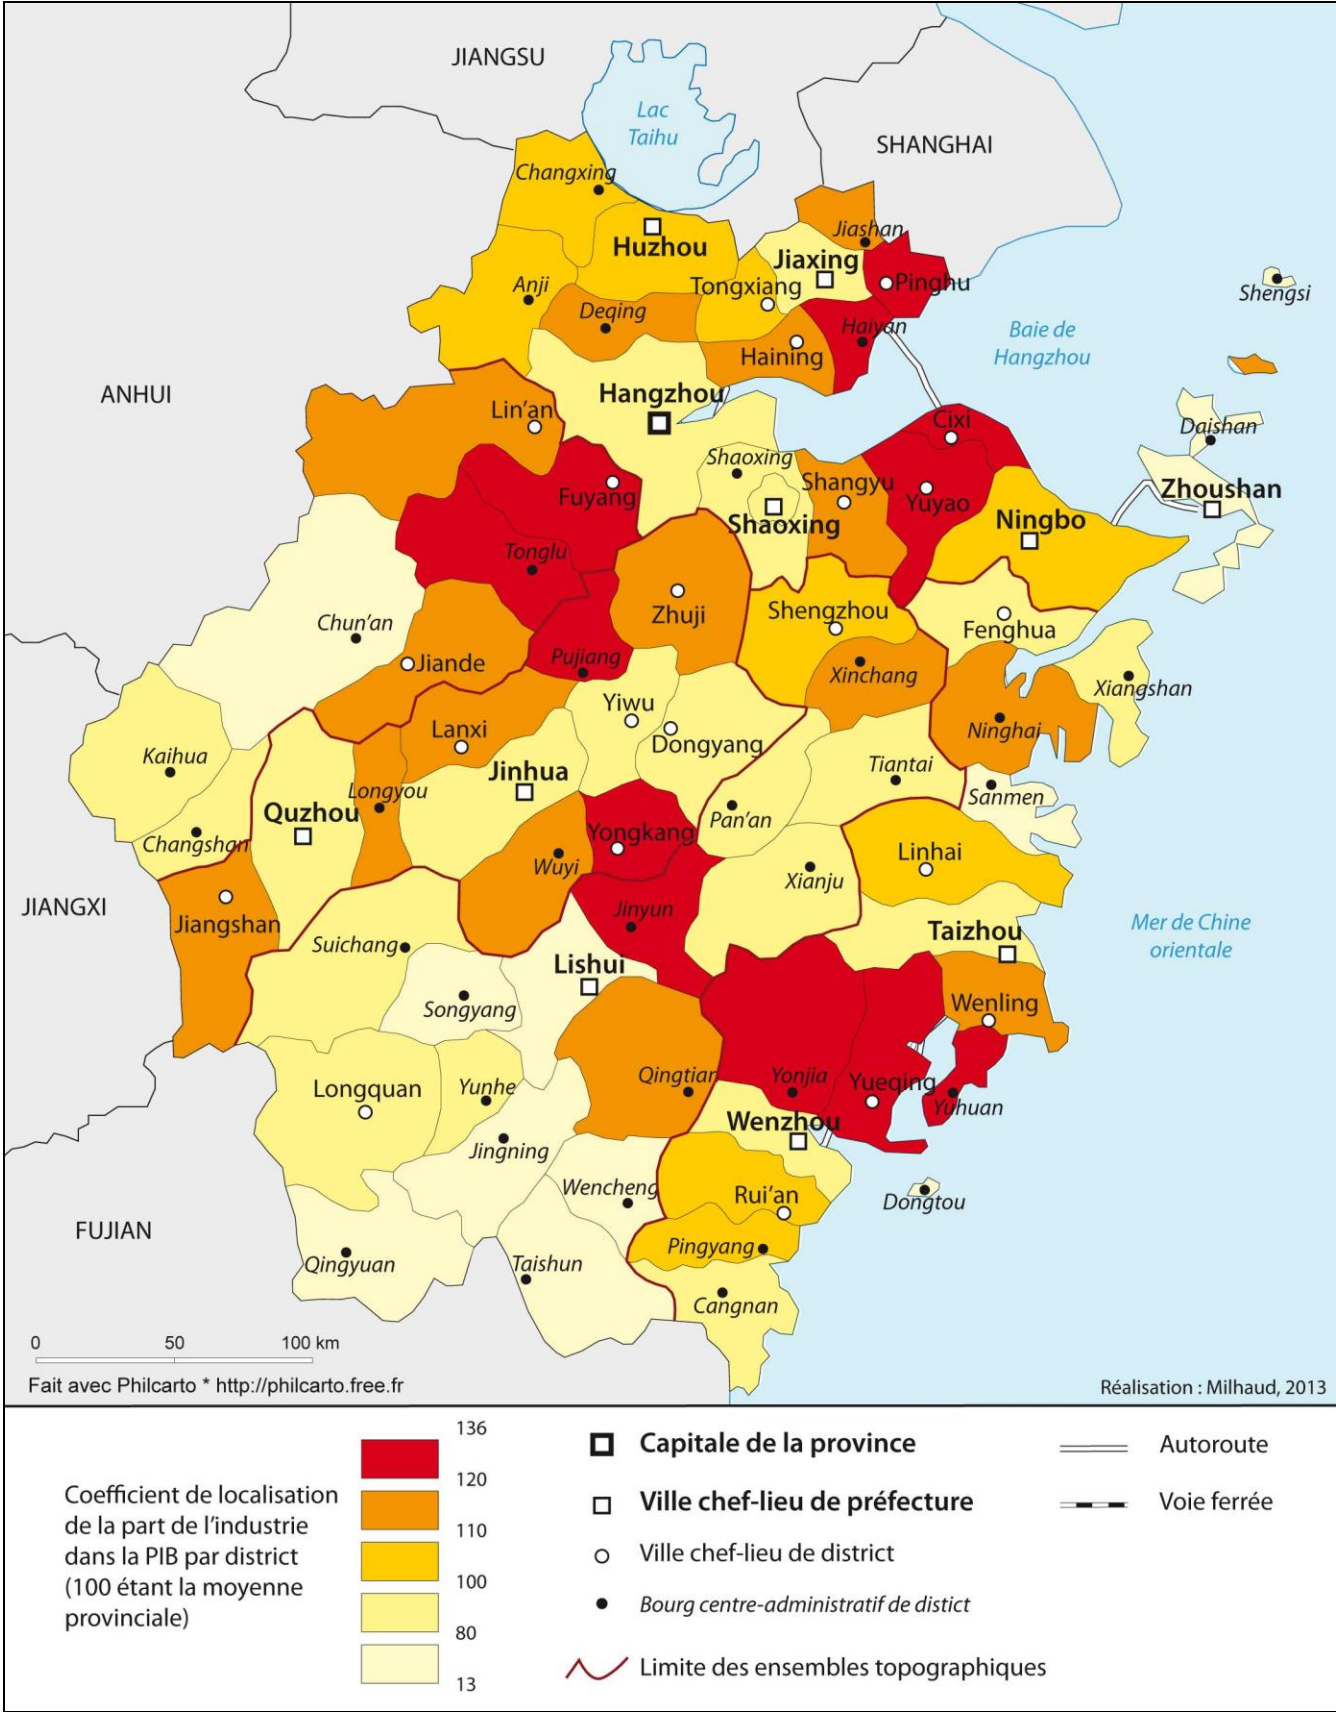 JIANGSU
Lac
Taihu
SHANGHAI
Changxing
Huzhou
Jiashan
Jiaxing
Tongxiang
Pinghu
Anji
Deqing
Shengsi
Haining
Haiyan
Baie de
Hangzhou
ANHUI
Hangzhou
Lin'an
Cixi
Daishan
Shaoxing
Fuyang
Shangyu
Yuyao
Zhoushan
Shaoxing
Ningbo
Tonglu
Zhuji
Shengzhou
Fenghua
Chun'an
Jiande
Pujiang
Xinchang
Xiangshan
Yiwu
Ninghai
Lanxi
Dongyang
Kaihua
Tiantai
Jinhua
Longyou
Sanmen
Quzhou
Pan'an
Changshan
Yongkang
Linhai
Wuyi
Xianju
JIANGXI
Jinyun
Jiangshan
Taizhou
Mer de Chine
orientale
Suichang
Lishui
Songyang
Wenling
Qingtian
Yonjia
Yueqing
Longquan
Yunhe
Yuhuan
Wenzhou
Jingning
Wencheng
Rui'an
Dongtou
FUJIAN
Pingyang
Qingyuan
Taishun
Cangnan
0 50 100 km
Fait avec Philcarto * http://philcarto.free.fr
Réalisation : Milhaud, 2013
Coefficient de localisation
de la part de l'industrie
dans la PIB par district
(100 étant la moyenne
provinciale)
136
120
110
100
80
13
Capitale de la province
Ville chef-lieu de préfecture
Ville chef-lieu de district
Bourg centre-administratif de distict
Limite des ensembles topographiques
Autoroute
Voie ferrée